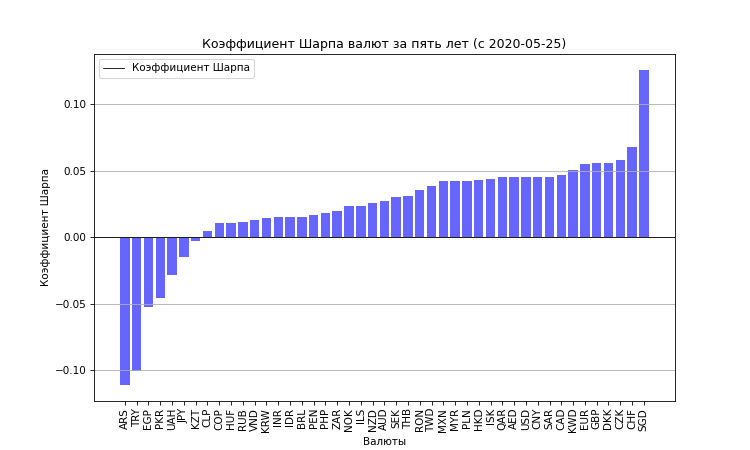 Коэффициент Шарпа валют за пять лет (с 2020-05-25)
Коэффициент Шарпа
0.10
0.05
0.00
−0.05
−0.10
Коэффициент Шарпа
ARS
TRY
EGP
PKR
UAH
JPY
KZT
CLP
COP
HUF
RUB
VND
KRW
INR
IDR
BRL
PEN
PHP
ZAR
NOK
ILS
NZD
AUD
SEK
THB
RON
TWD
MXN
MYR
PLN
HKD
ISK
QAR
AED
USD
CNY
SAR
CAD
KWD
EUR
GBP
DKK
CZK
CHF
SGD
Валюты